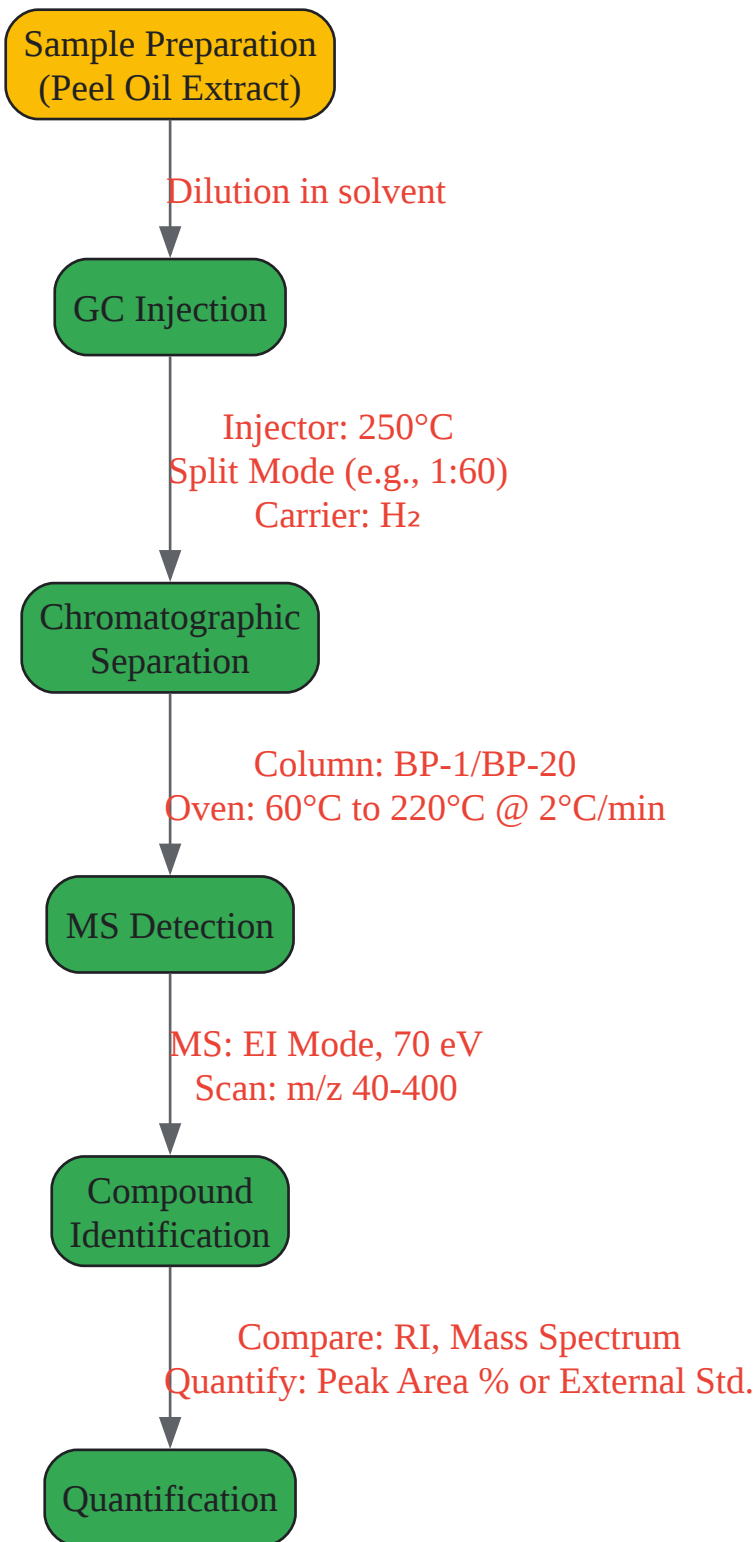 Sample Preparation
(Peel Oil Extract)
Dilution in solvent
GC Injection
Injector: 250°C
Split Mode (e.g., 1:60)
Carrier: H₂
Chromatographic
Separation
Column: BP-1/BP-20
Oven: 60°C to 220°C @ 2°C/min
MS Detection
MS: EI Mode, 70 eV
Scan: m/z 40-400
Compound
Identification
Compare: RI, Mass Spectrum
Quantify: Peak Area % or External Std.
Quantification